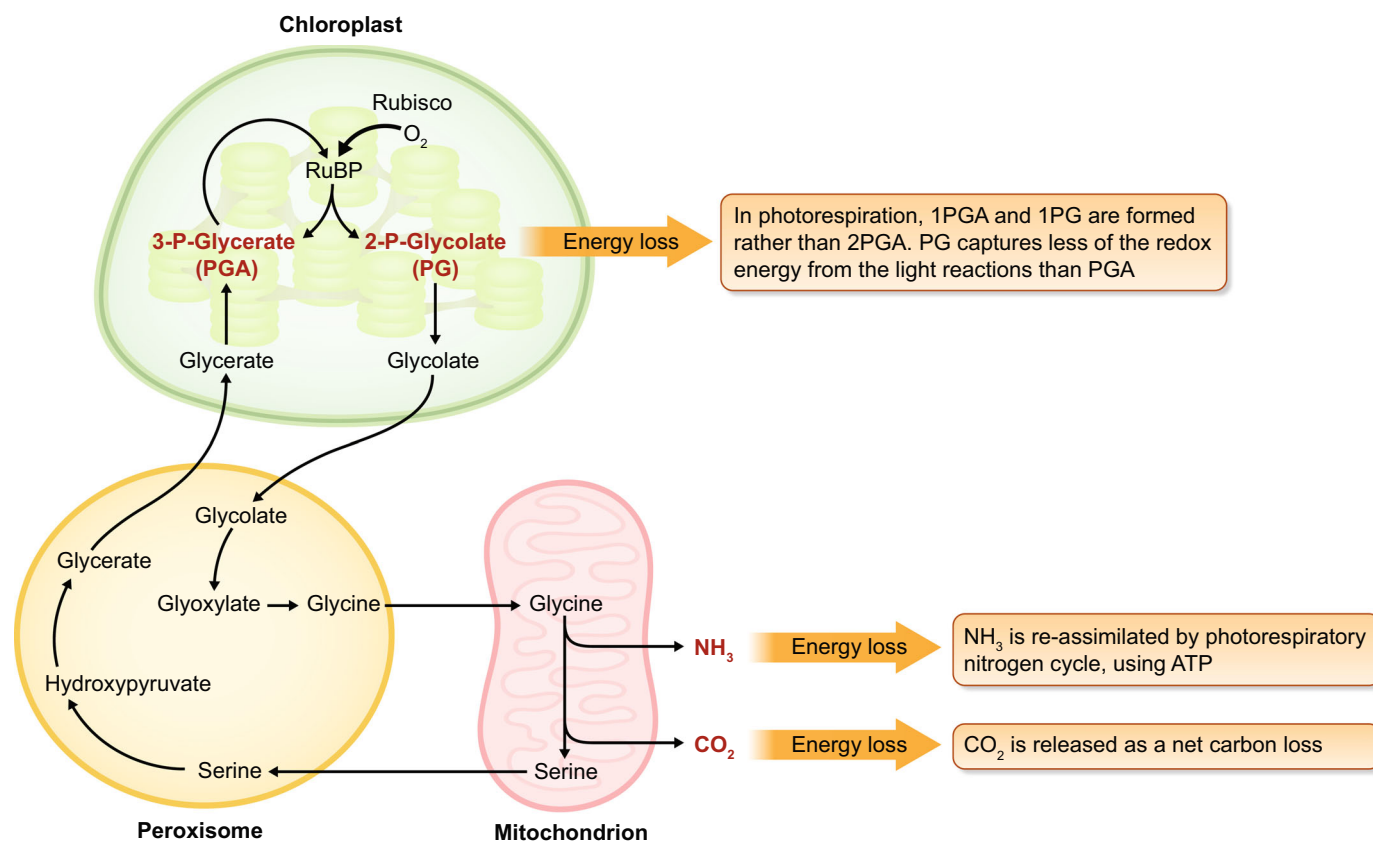 Chloroplast
Rubisco
O2
RuBP
3-P-Glycerate
(PGA)
2-P-Glycolate
(PG)
Energy loss
In photorespiration, 1PGA and 1PG are formed
rather than 2PGA. PG captures less of the redox
energy from the light reactions than PGA
Glycerate
Glycolate
Glycolate
Glycerate
Glyoxylate
Glycine
Glycine
NH3
Energy loss
NH3 is re-assimilated by photorespiratory
nitrogen cycle, using ATP
Hydroxypyruvate
CO2
Energy loss
CO2 is released as a net carbon loss
Serine
Serine
Peroxisome
Mitochondrion